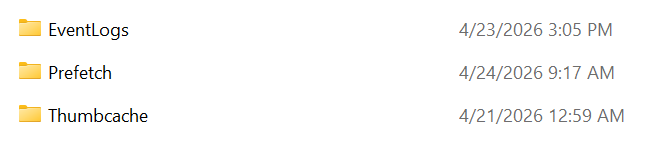 EventLogs 4/23/2026 3:05 PM
Prefetch 4/24/2026 9:17 AM
Thumbcache 4/21/2026 12:59 AM